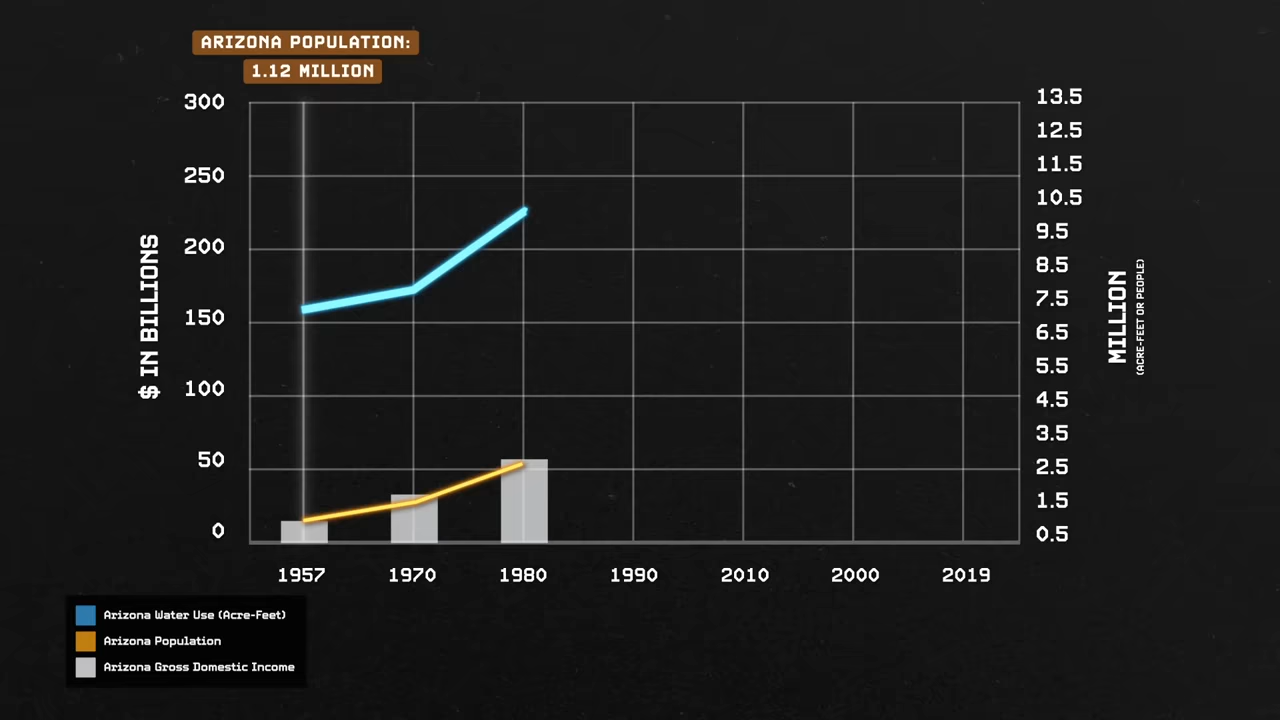 ARIZONA POPULATION:
1.12 MILLION
300
250
200
150
100
50
0
$ IN BILLIONS
13.5
12.5
11.5
10.5
9.5
8.5
7.5
6.5
5.5
4.5
3.5
2.5
1.5
0.5
MILLION
(ACRE-FEET OR PEOPLE)
1957 1970 1980 1990 2010 2000 2019
Arizona Water Use (Acre-Feet)
Arizona Population
Arizona Gross Domestic Income